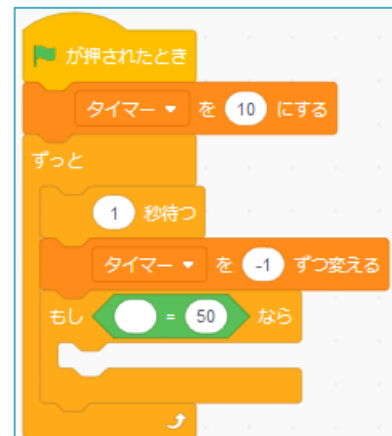 が押されたとき
タイマー を 10 にする
ずっと
1 秒待つ
タイマー を -1 ずつ変える
もし = 50 なら